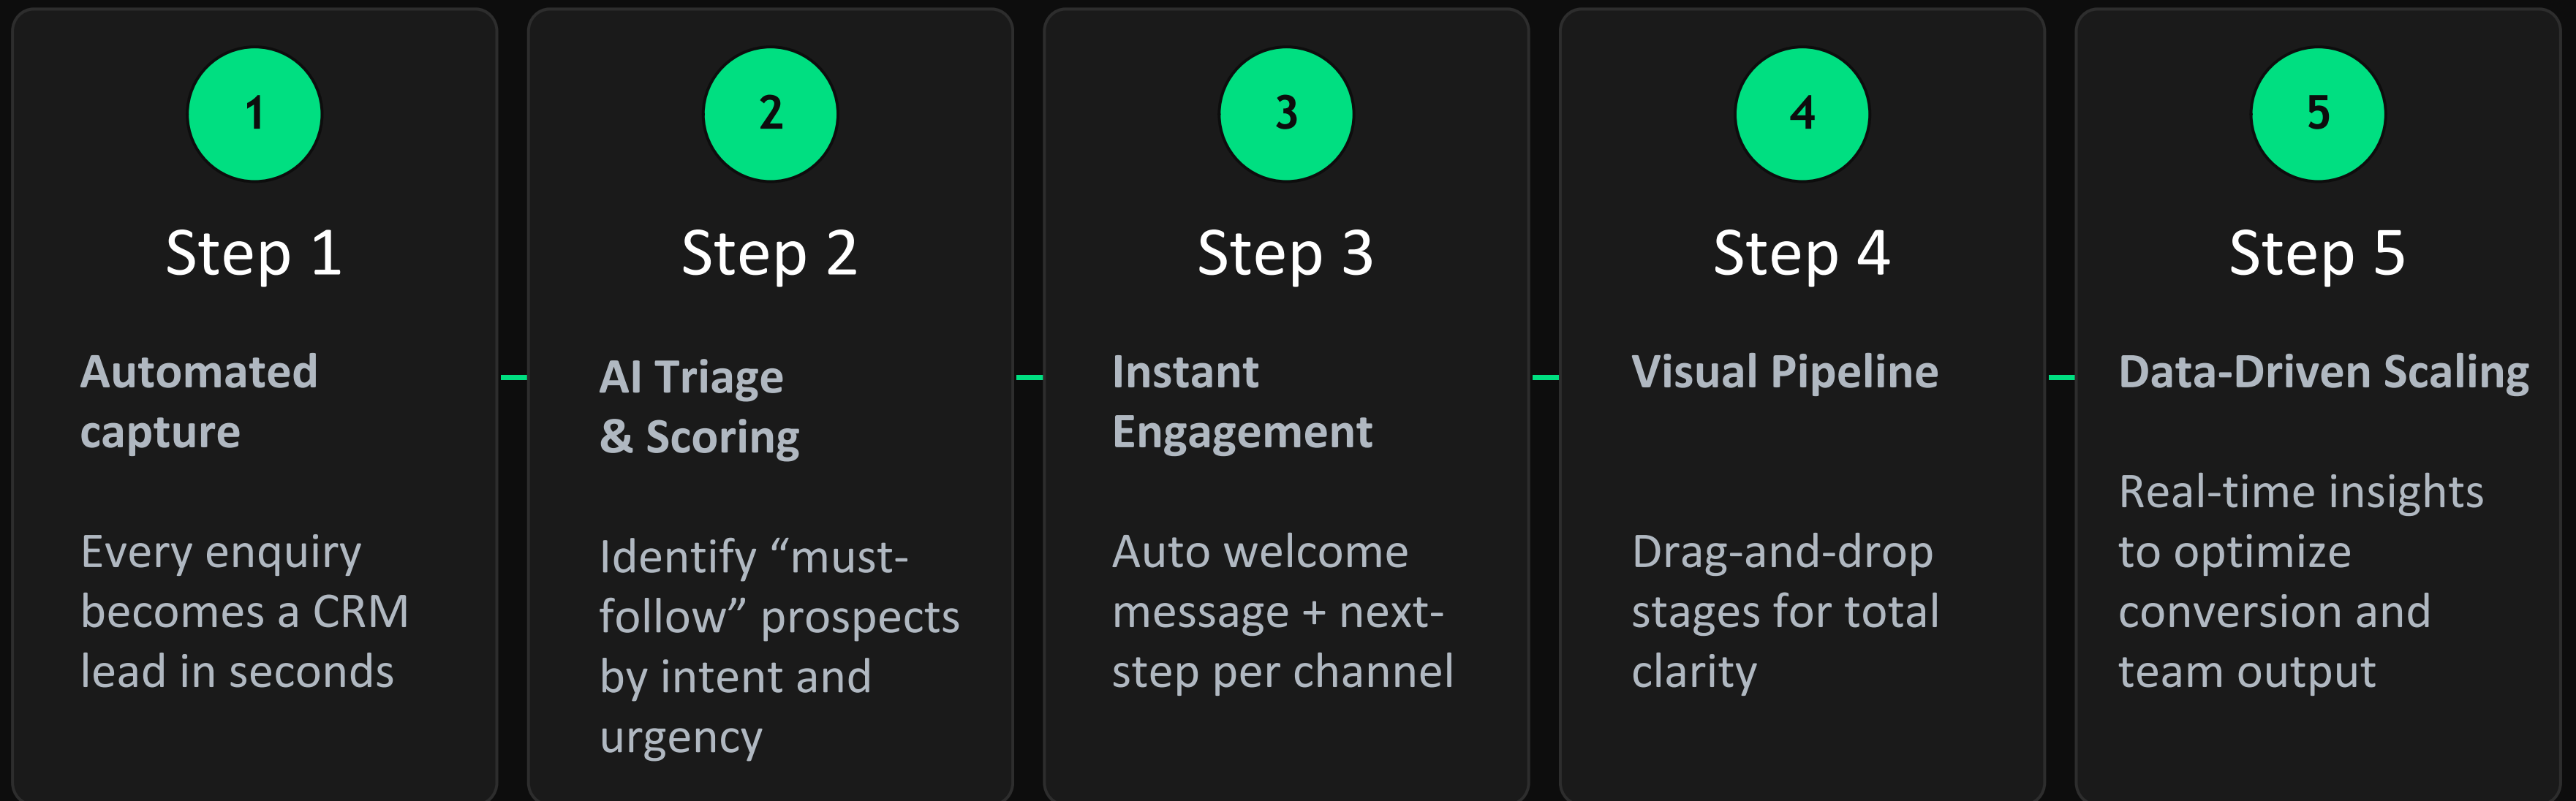 1
Step 1
Automated
capture
Every enquiry
becomes a CRM
lead in seconds
2
Step 2
AI Triage
& Scoring
Identify “must-
follow” prospects
by intent and
urgency
3
Step 3
Instant
Engagement
Auto welcome
message + next-
step per channel
4
Step 4
Visual Pipeline
Drag-and-drop
stages for total
clarity
5
Step 5
Data-Driven Scaling
Real-time insights
to optimize
conversion and
team output